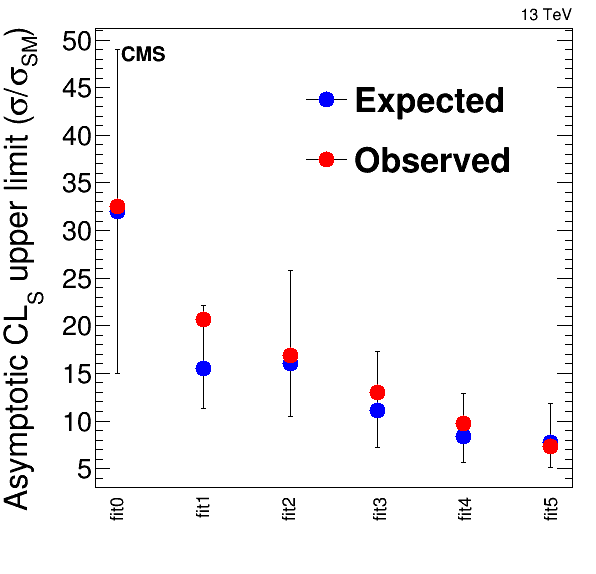 13 TeV
CMS
Asymptotic CL_S upper limit (σ/σ_SM)
50
45
40
35
30
25
20
15
10
5
Expected
Observed
fit0
fit1
fit2
fit3
fit4
fit5